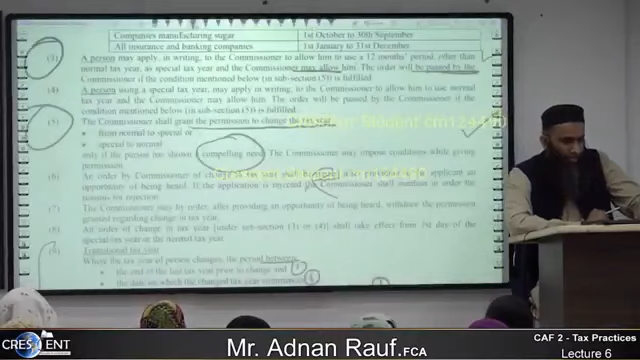 Companies manufacturing sugar 1st October to 30th September
All insurance and banking companies 1st January to 31st December
(3) A person may apply, in writing, to the Commissioner to allow him to use a 12 months' period, other than
normal tax year, as special tax year and the Commissioner may allow him. The order will be passed by the
Commissioner if the condition mentioned below (in sub-section (5)) is fulfilled
(4) A person using a special tax year, may apply in writing, to the Commissioner to allow him to use normal
tax year and the Commissioner may allow him. The order will be passed by the Commissioner if the
condition mentioned below (in sub-section (5)) is fulfilled.
(5) The Commissioner shall grant the permission to change the tax year
• from normal to special or
• special to normal
only if the person has shown compelling need. The Commissioner may impose conditions while giving
permission.
(6) An order by Commissioner of change in tax year shall be applicant an
opportunity of being heard. If the application is rejected the Commissioner shall mention in order the
reasons for rejection.
(7) The Commissioner may by order, after providing an opportunity of being heard, withdraw the permission
granted regarding change in tax year.
(8) An order of change in tax year [under sub-section (3) or (4)] shall take effect from 1st day of the
special tax year or the normal tax year.
(9) Transitional tax year
Where the tax year of person changes, the period between:
• the end of the last tax year prior to change and
• the date on which the changed tax year commences
Student cm124
CRESCENT
Mr. Adnan Rauf.FCA
CAF 2 - Tax Practices
Lecture 6